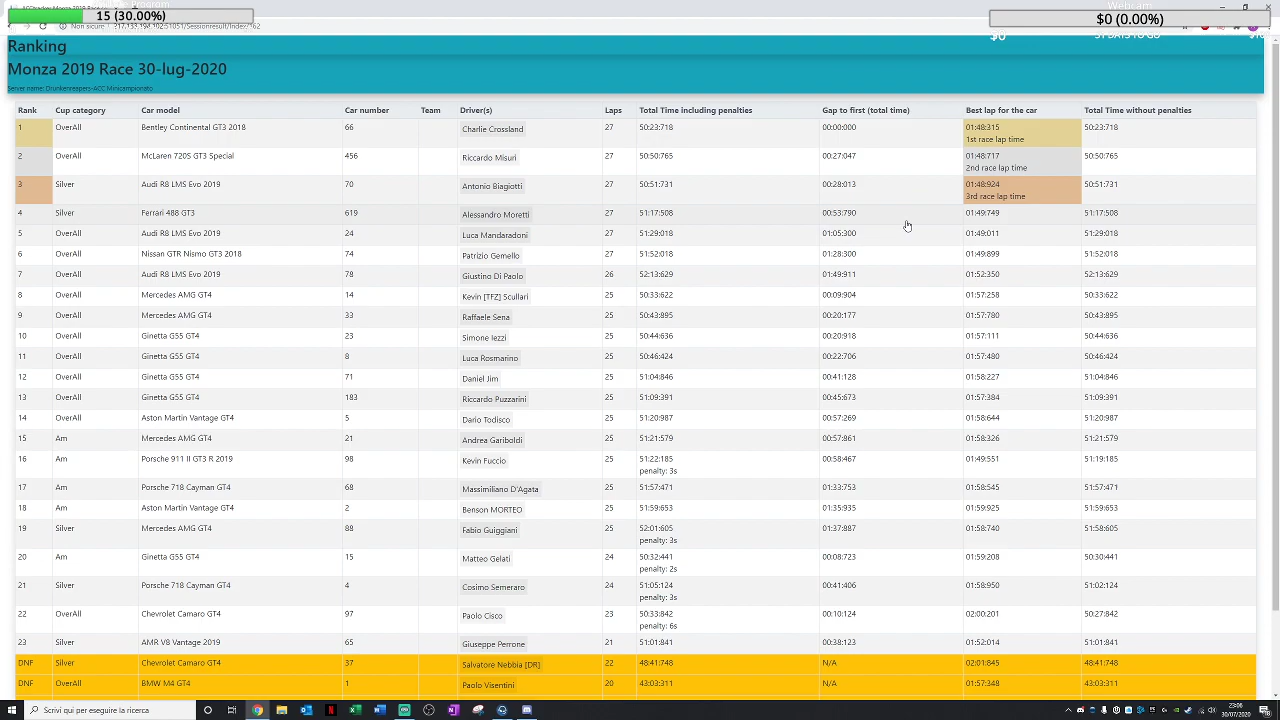 15 (30.00%)
$0 (0.00%)
Non sicure
Ranking
Monza 2019 Race 30-lug-2020
Server name: Drunkenreepers-ACC Minicampionato
Rank Cup category Car model Car number Team Driver(s) Laps Total Time including penalties Gap to first (total time) Best lap for the car Total Time without penalties
1 OverAll Bentley Continental GT3 2018 66 Charlie Crossland 27 50:23:718 00:00:000 01:48:315 50:23:718
1st race lap time
2 OverAll McLaren 720S GT3 Special 456 Riccardo Misuri 27 50:50:765 00:27:047 01:48:717 50:50:765
2nd race lap time
3 Silver Audi R8 LMS Evo 2019 70 Antonio Biagiotti 27 50:51:731 00:28:013 01:48:924 50:51:731
3rd race lap time
4 Silver Ferrari 488 GT3 619 Alessandro Moretti 27 51:17:508 00:53:790 01:49:749 51:17:508
5 OverAll Audi R8 LMS Evo 2019 24 Luca Mandaradoni 27 51:29:018 01:05:300 01:49:011 51:29:018
6 OverAll Nissan GTR Nismo GT3 2018 74 Patrizio Gemello 27 51:52:018 01:28:300 01:49:899 51:52:018
7 OverAll Audi R8 LMS Evo 2019 78 Giustino Di Paolo 26 52:13:629 01:49:911 01:52:350 52:13:629
8 OverAll Mercedes AMG GT4 14 Kevin [TFZ] Scullari 25 50:33:622 00:09:904 01:57:258 50:33:622
9 OverAll Mercedes AMG GT4 33 Raffaele Sena 25 50:43:895 00:20:177 01:57:780 50:43:895
10 OverAll Ginetta G55 GT4 23 Simone Iezzi 25 50:44:636 00:20:918 01:57:111 50:44:636
11 OverAll Ginetta G55 GT4 8 Luca Rosmarino 25 50:46:424 00:22:706 01:57:480 50:46:424
12 OverAll Ginetta G55 GT4 71 Daniel Jim 25 51:04:846 00:41:128 01:58:227 51:04:846
13 OverAll Ginetta G55 GT4 183 Riccardo Puzzarini 25 51:09:391 00:45:673 01:57:384 51:09:391
14 OverAll Aston Martin Vantage GT4 5 Dario Todisco 25 51:20:987 00:57:269 01:58:644 51:20:987
15 Am Mercedes AMG GT4 21 Andrea Gariboldi 25 51:21:579 00:57:861 01:58:326 51:21:579
16 Am Porsche 911 II GT3 R 2019 98 Kevin Fuccio 25 51:22:185 00:58:467 01:49:551 51:19:185
penalty: 3s
17 Am Porsche 718 Cayman GT4 68 Massimiliano D'Agata 25 51:57:471 01:33:753 01:58:545 51:57:471
18 Am Aston Martin Vantage GT4 2 Benson MORTEO 25 51:59:653 01:35:935 01:59:925 51:59:653
19 Silver Mercedes AMG GT4 88 Fabio Guiggiani 25 52:01:605 01:37:887 01:58:740 51:58:605
penalty: 3s
20 Am Ginetta G55 GT4 15 Matteo Gelati 24 50:32:441 00:08:723 01:59:208 50:30:441
penalty: 2s
21 Silver Porsche 718 Cayman GT4 4 Cosimo Semeraro 24 51:05:124 00:41:406 01:58:950 51:02:124
penalty: 3s
22 OverAll Chevrolet Camaro GT4 97 Paolo Cisco 23 50:33:842 00:10:124 02:00:201 50:27:842
penalty: 6s
23 Silver AMR V8 Vantage 2019 65 Giuseppe Perrone 21 51:01:841 00:38:123 01:52:014 51:01:841
DNF Silver Chevrolet Camaro GT4 37 Salvatore Nebbia [DR] 22 48:41:748 N/A 02:01:845 48:41:748
DNF OverAll BMW M4 GT4 1 Paolo Visentini 20 43:03:311 N/A 01:57:348 43:03:311
Scrivi qui per eseguire la ricerca
23:06
30/07/2020